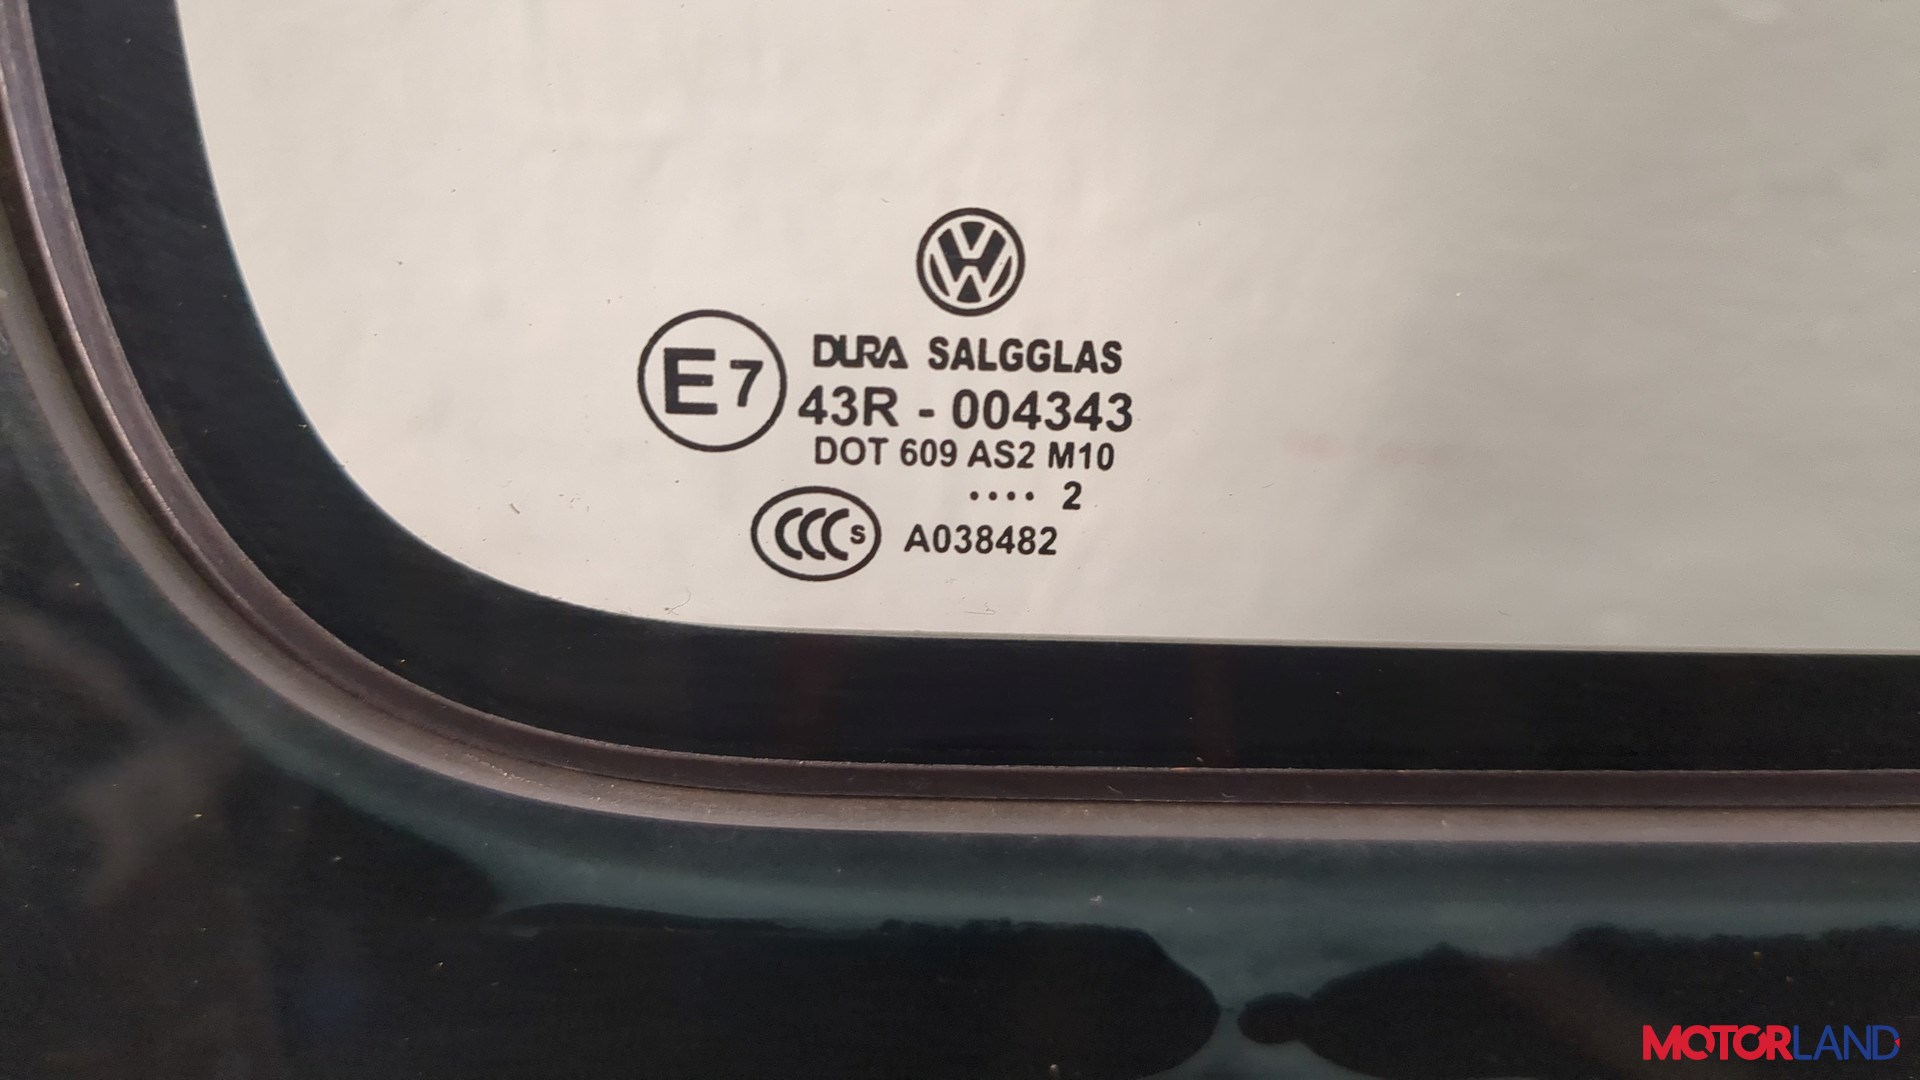 DURA SALGGLAS
E7 43R - 004343
DOT 609 AS2 M10
.... 2
CCC S A038482
MOTORLAND